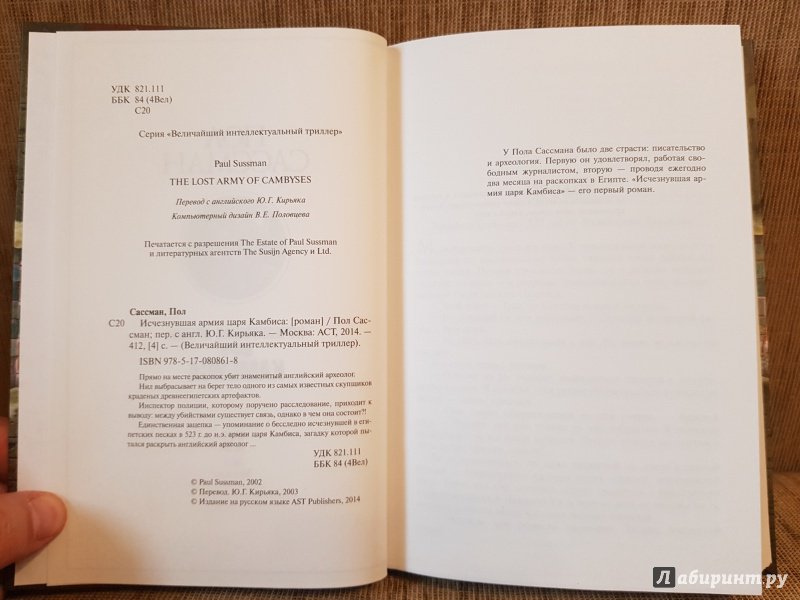 УДК 821.111
ББК 84 (4Вел)
С20
Серия «Величайший интеллектуальный триллер»
Paul Sussman
THE LOST ARMY OF CAMBYSES
Перевод с английского Ю.Г. Кирьяка
Компьютерный дизайн В.Е. Половцева
Печатается с разрешения The Estate of Paul Sussman
и литературных агентств The Susijn Agency и Ltd.
Сассман, Пол
С20 Исчезнувшая армия царя Камбиса: [роман] / Пол Сас-
сман; пер. с англ. Ю.Г. Кирьяка. — Москва: АСТ, 2014. —
412, [4] с. — (Величайший интеллектуальный триллер).
ISBN 978-5-17-080861-8
Прямо на месте раскопок убит знаменитый английский археолог.
Нил выбрасывает на берег тело одного из самых известных скупщиков
краденых древнеегипетских артефактов.
Инспектор полиции, которому поручено расследование, приходит к
выводу: между убийствами существует связь, однако в чем она состоит?!
Единственная зацепка — упоминание о бесследно исчезнувшей в еги-
петских песках в 523 г. до н.э. армии царя Камбиса, загадку которой пы-
тался раскрыть английский археолог...
УДК 821.111
ББК 84 (4Вел)
© Paul Sussman, 2002
© Перевод. Ю.Г. Кирьяка, 2003
© Издание на русском языке AST Publishers, 2014
У Пола Сассмана было две страсти: писательство
и археология. Первую он удовлетворял, работая сво-
бодным журналистом, вторую — проводя ежегодно
два месяца на раскопках в Египте. «Исчезнувшая ар-
мия царя Камбиса» — его первый роман.
Лабиринт.ру